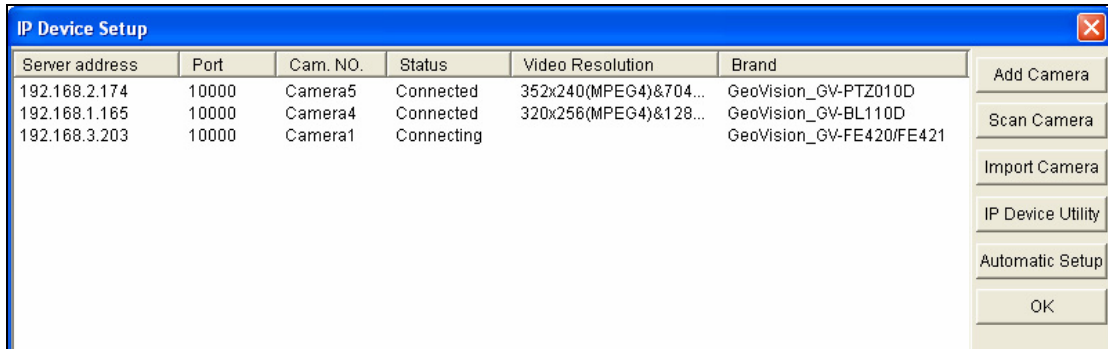 IP Device Setup
Server address Port Cam. NO. Status Video Resolution Brand
192.168.2.174 10000 Camera5 Connected 352x240(MPEG4)&704... GeoVision_GV-PTZ010D
192.168.1.165 10000 Camera4 Connected 320x256(MPEG4)&128... GeoVision_GV-BL110D
192.168.3.203 10000 Camera1 Connecting GeoVision_GV-FE420/FE421
Add Camera
Scan Camera
Import Camera
IP Device Utility
Automatic Setup
OK